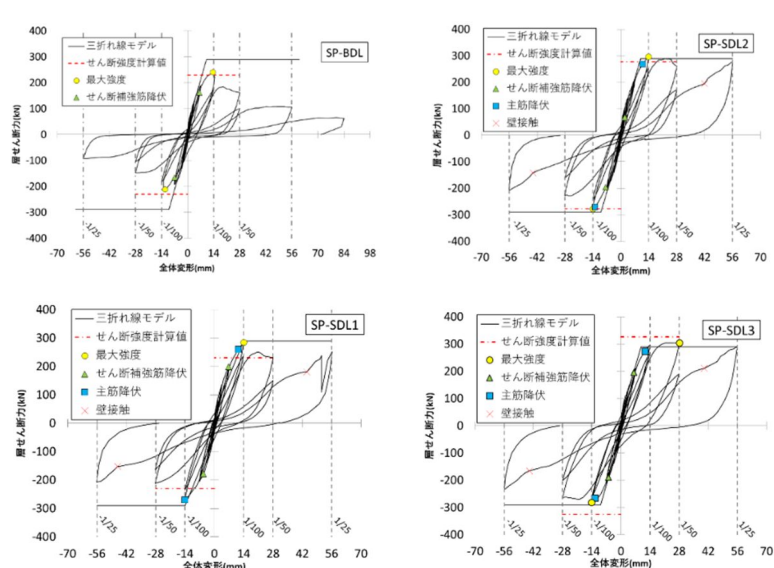 SP-BDL
三折れ線モデル
せん断強度計算値
最大強度
せん断補強筋降伏
400
300
200
100
0
-100
-200
-300
-400
層せん断力(kN)
-1/25
-1/50
-1/100
1/100
1/50
-70 -56 -42 -28 -14 0 14 28 42 56 70 84 98
全体変形(mm)
SP-SDL2
三折れ線モデル
せん断強度計算値
最大強度
せん断補強筋降伏
主筋降伏
壁接触
400
300
200
100
0
-100
-200
-300
-400
層せん断力(kN)
-1/25
-1/50
-1/100
1/100
1/50
1/25
-70 -56 -42 -28 -14 0 14 28 42 56 70
全体変形(mm)
SP-SDL1
三折れ線モデル
せん断強度計算値
最大強度
せん断補強筋降伏
主筋降伏
壁接触
400
300
200
100
0
-100
-200
-300
-400
層せん断力(kN)
-1/25
-1/50
-1/100
1/100
1/50
1/25
-70 -56 -42 -28 -14 0 14 28 42 56 70
全体変形(mm)
SP-SDL3
三折れ線モデル
せん断強度計算値
最大強度
せん断補強筋降伏
主筋降伏
壁接触
400
300
200
100
0
-100
-200
-300
-400
層せん断力(kN)
-1/25
-1/50
-1/100
1/100
1/50
1/25
-70 -56 -42 -28 -14 0 14 28 42 56 70
全体変形(mm)